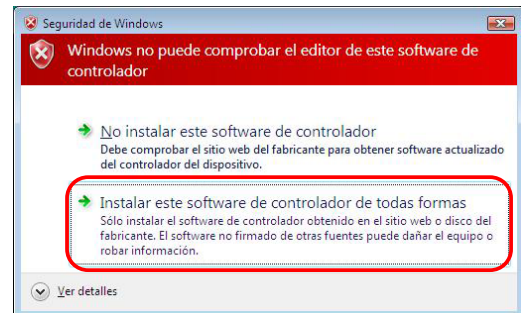 Seguridad de Windows
Windows no puede comprobar el editor de este software de
controlador
No instalar este software de controlador
Debe comprobar el sitio web del fabricante para obtener software actualizado
del controlador del dispositivo.
Instalar este software de controlador de todas formas
Sólo instalar el software de controlador obtenido en el sitio web o disco del
fabricante. El software no firmado de otras fuentes puede dañar el equipo o
robar información.
Ver detalles